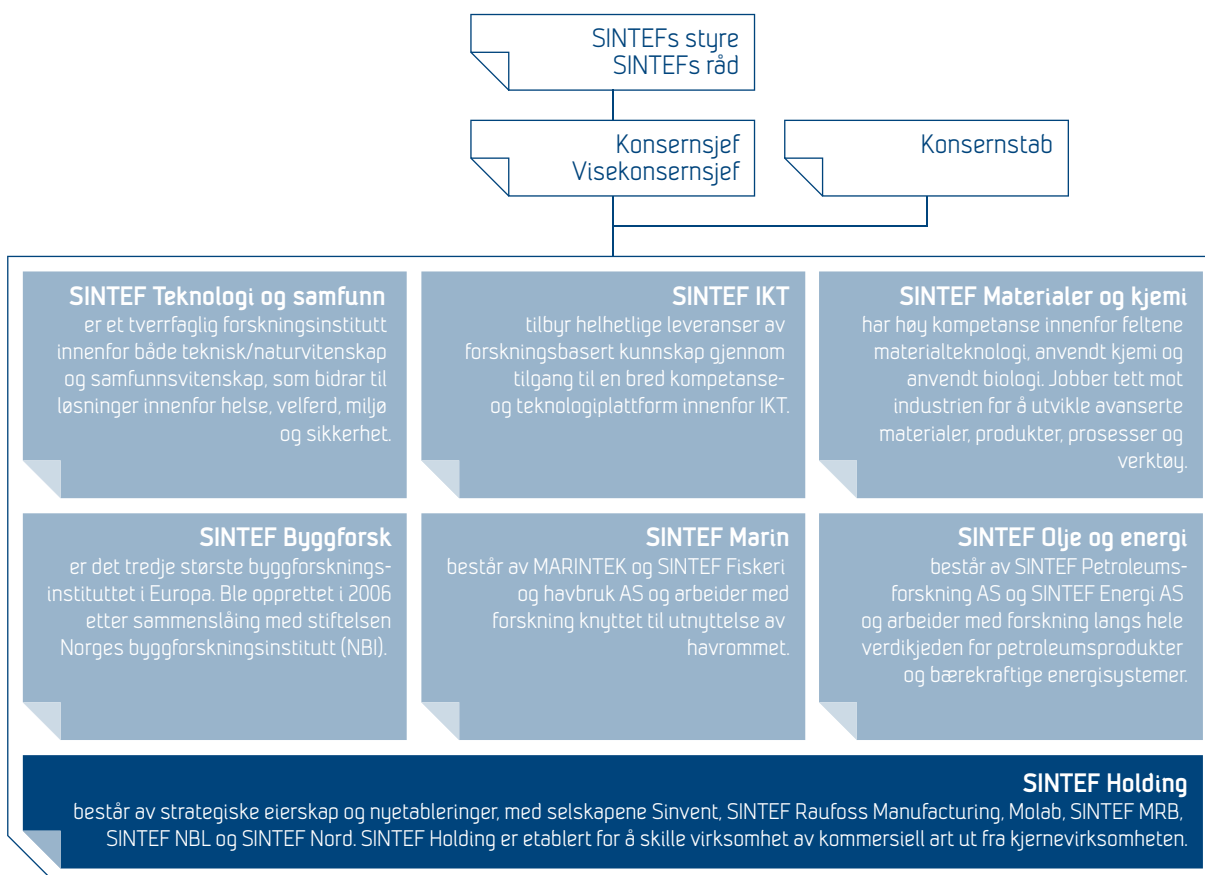 SINTEFs styre
SINTEFs råd
Konsernsjef
Visekonsernsjef
Konsernstab
SINTEF Teknologi og samfunn
er et tverrfaglig forskningsinstitutt
innenfor både teknisk/naturvitenskap
og samfunnsvitenskap, som bidrar til
løsninger innenfor helse, velferd, miljø
og sikkerhet.
SINTEF IKT
tilbyr helhetlige leveranser av
forskningsbasert kunnskap gjennom
tilgang til en bred kompetanse-
og teknologiplattform innenfor IKT.
SINTEF Materialer og kjemi
har høy kompetanse innenfor feltene
materialteknologi, anvendt kjemi og
anvendt biologi. Jobber tett mot
industrien for å utvikle avanserte
materialer, produkter, prosesser og
verktøy.
SINTEF Byggforsk
er det tredje største byggforsknings-
instituttet i Europa. Ble opprettet i 2006
etter sammenslåing med stiftelsen
Norges byggforskningsinstitutt (NBI).
SINTEF Marin
består av MARINTEK og SINTEF Fiskeri
og havbruk AS og arbeider med
forskning knyttet til utnyttelse av
havrommet.
SINTEF Olje og energi
består av SINTEF Petroleums-
forskning AS og SINTEF Energi AS
og arbeider med forskning langs hele
verdikjeden for petroleumsprodukter
og bærekraftige energisystemer.
SINTEF Holding
består av strategiske eierskap og nyetableringer, med selskapene Sinvent, SINTEF Raufoss Manufacturing, Molab, SINTEF MRB,
SINTEF NBL og SINTEF Nord. SINTEF Holding er etablert for å skille virksomhet av kommersiell art ut fra kjernevirksomheten.